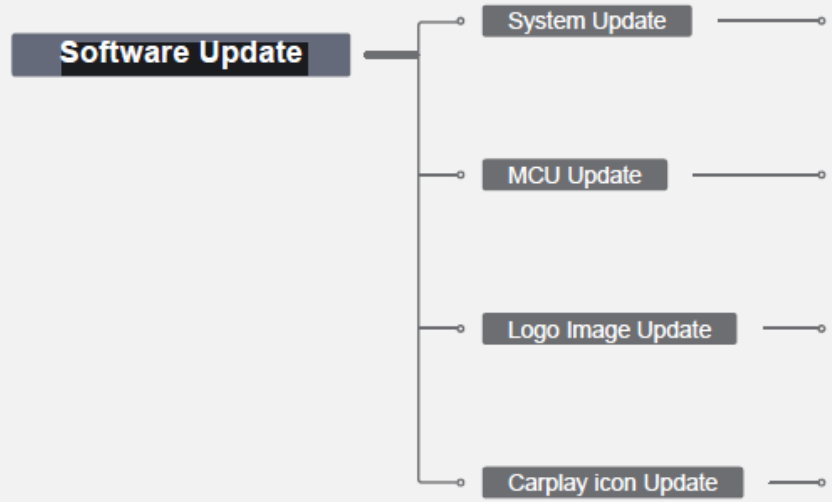 Software Update
System Update
MCU Update
Logo Image Update
Carplay icon Update